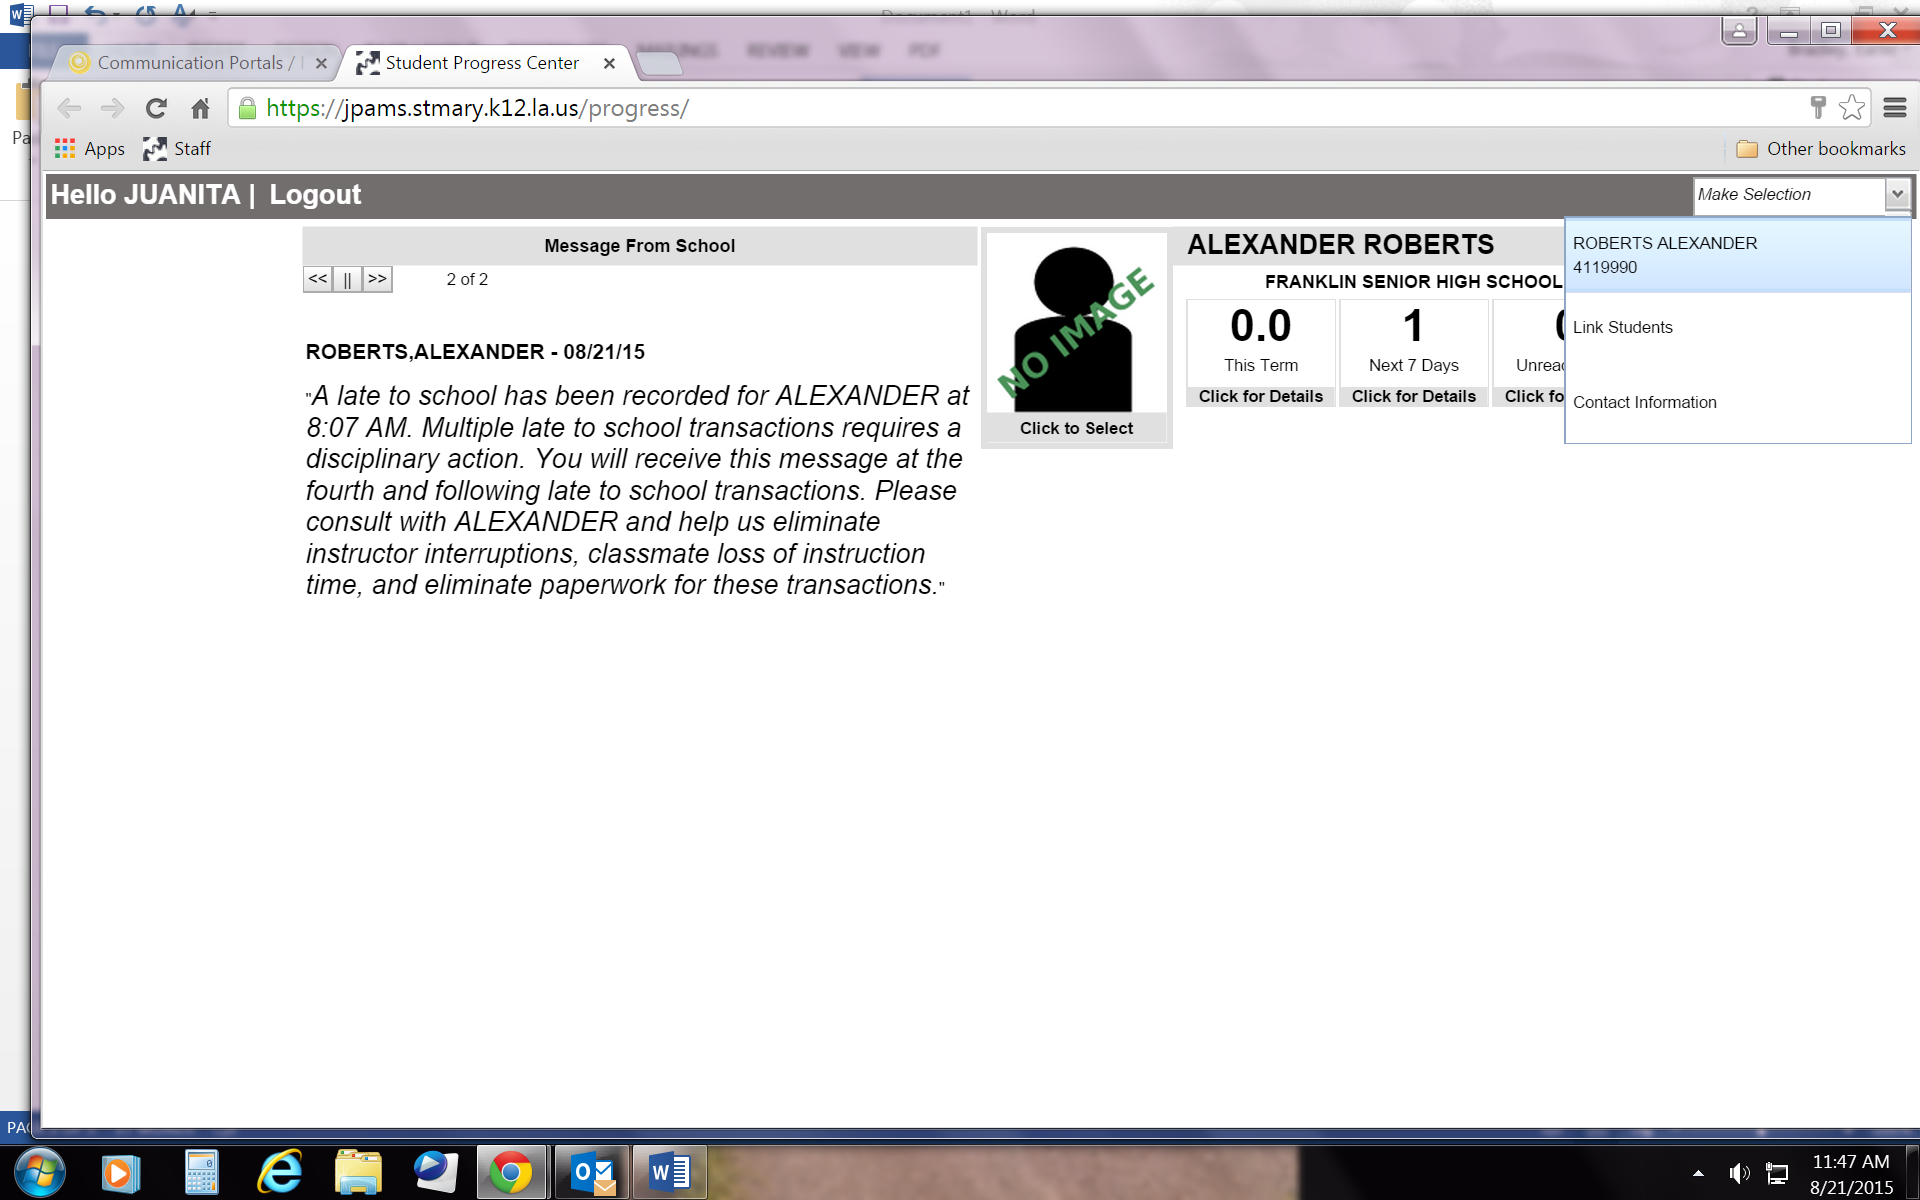 Communication Portals /
Student Progress Center
REVIEW
VIEW
PDF
https://jpams.stmary.k12.la.us/progress/
Apps
Staff
Other bookmarks
Hello JUANITA | Logout
Make Selection
Message From School
<< || >>
2 of 2
ROBERTS,ALEXANDER - 08/21/15
"A late to school has been recorded for ALEXANDER at
8:07 AM. Multiple late to school transactions requires a
disciplinary action. You will receive this message at the
fourth and following late to school transactions. Please
consult with ALEXANDER and help us eliminate
instructor interruptions, classmate loss of instruction
time, and eliminate paperwork for these transactions."
NO IMAGE
Click to Select
ALEXANDER ROBERTS
FRANKLIN SENIOR HIGH SCHOOL
0.0
This Term
Click for Details
1
Next 7 Days
Click for Details
ROBERTS ALEXANDER
4119990
Link Students
Contact Information
11:47 AM
8/21/2015